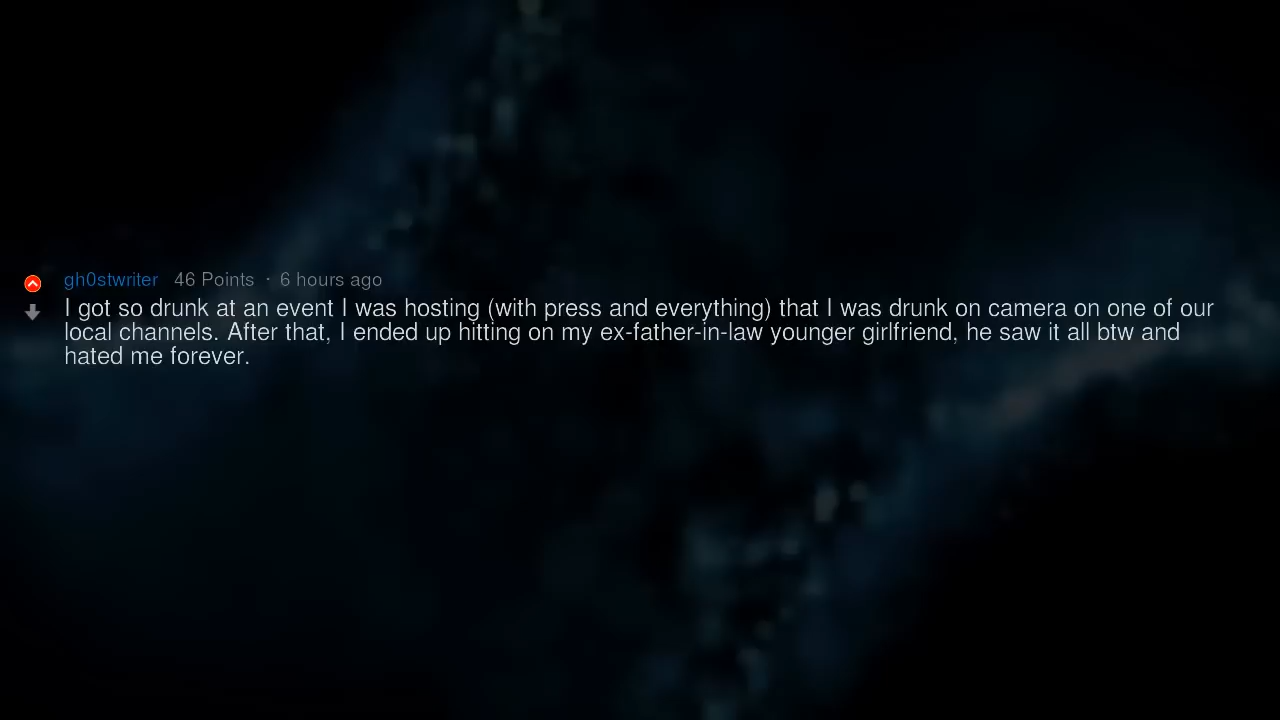 gh0stwriter 46 Points · 6 hours ago
I got so drunk at an event I was hosting (with press and everything) that I was drunk on camera on one of our
local channels. After that, I ended up hitting on my ex-father-in-law younger girlfriend, he saw it all btw and
hated me forever.